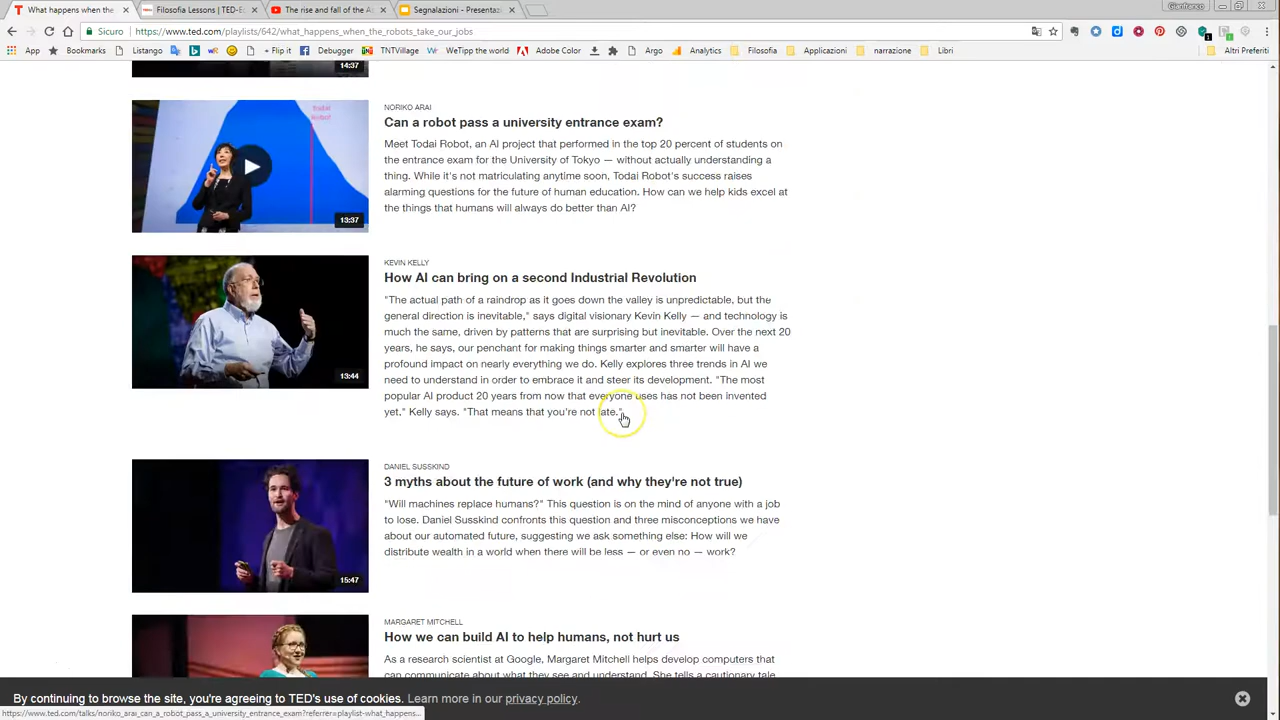 What happens when the
Filosofia Lessons | TED-E
The rise and fall of the A
Segnalazioni - Presentaz
Gianfranco
Sicuro
https://www.ted.com/playlists/642/what_happens_when_the_robots_take_our_jobs
App
Bookmarks
Listango
Flip it
Debugger
TNTVillage
WeTipp the world
Adobe Color
Argo
Analytics
Filosofia
Applicazioni
narrazione
Libri
Altri Preferiti
14:37
NORIKO ARAI
Can a robot pass a university entrance exam?
Meet Todai Robot, an AI project that performed in the top 20 percent of students on
the entrance exam for the University of Tokyo — without actually understanding a
thing. While it's not matriculating anytime soon, Todai Robot's success raises
alarming questions for the future of human education. How can we help kids excel at
the things that humans will always do better than AI?
Todai
Robot
13:37
KEVIN KELLY
How AI can bring on a second Industrial Revolution
"The actual path of a raindrop as it goes down the valley is unpredictable, but the
general direction is inevitable," says digital visionary Kevin Kelly — and technology is
much the same, driven by patterns that are surprising but inevitable. Over the next 20
years, he says, our penchant for making things smarter and smarter will have a
profound impact on nearly everything we do. Kelly explores three trends in AI we
need to understand in order to embrace it and steer its development. "The most
popular AI product 20 years from now that everyone uses has not been invented
yet," Kelly says. "That means that you're not late."
13:44
DANIEL SUSSKIND
3 myths about the future of work (and why they're not true)
"Will machines replace humans?" This question is on the mind of anyone with a job
to lose. Daniel Susskind confronts this question and three misconceptions we have
about our automated future, suggesting we ask something else: How will we
distribute wealth in a world when there will be less — or even no — work?
15:47
MARGARET MITCHELL
How we can build AI to help humans, not hurt us
As a research scientist at Google, Margaret Mitchell helps develop computers that
can communicate about what they see and understand. She tells a cautionary tale
By continuing to browse the site, you're agreeing to TED's use of cookies. Learn more in our privacy policy.
https://www.ted.com/talks/noriko_arai_can_a_robot_pass_a_university_entrance_exam?referrer=playlist-what_happens...